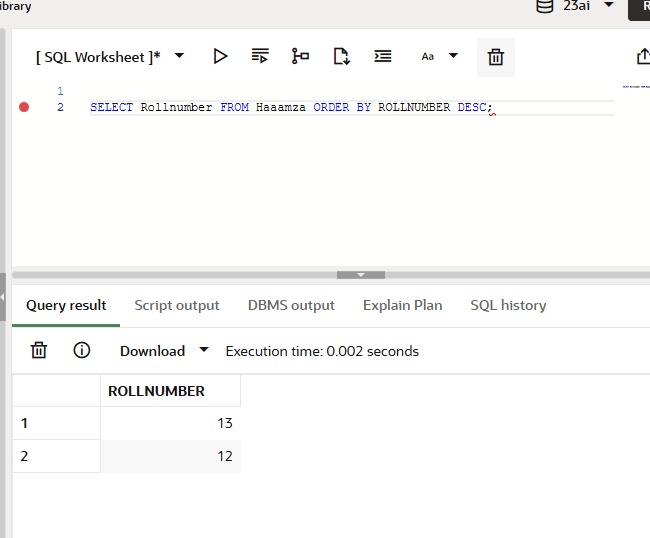 ibrary
23ai
R
[ SQL Worksheet ]*
Aa
1
2 SELECT Rollnumber FROM Haaamza ORDER BY ROLLNUMBER DESC;
Query result Script output DBMS output Explain Plan SQL history
Download Execution time: 0.002 seconds
ROLLNUMBER
1 13
2 12